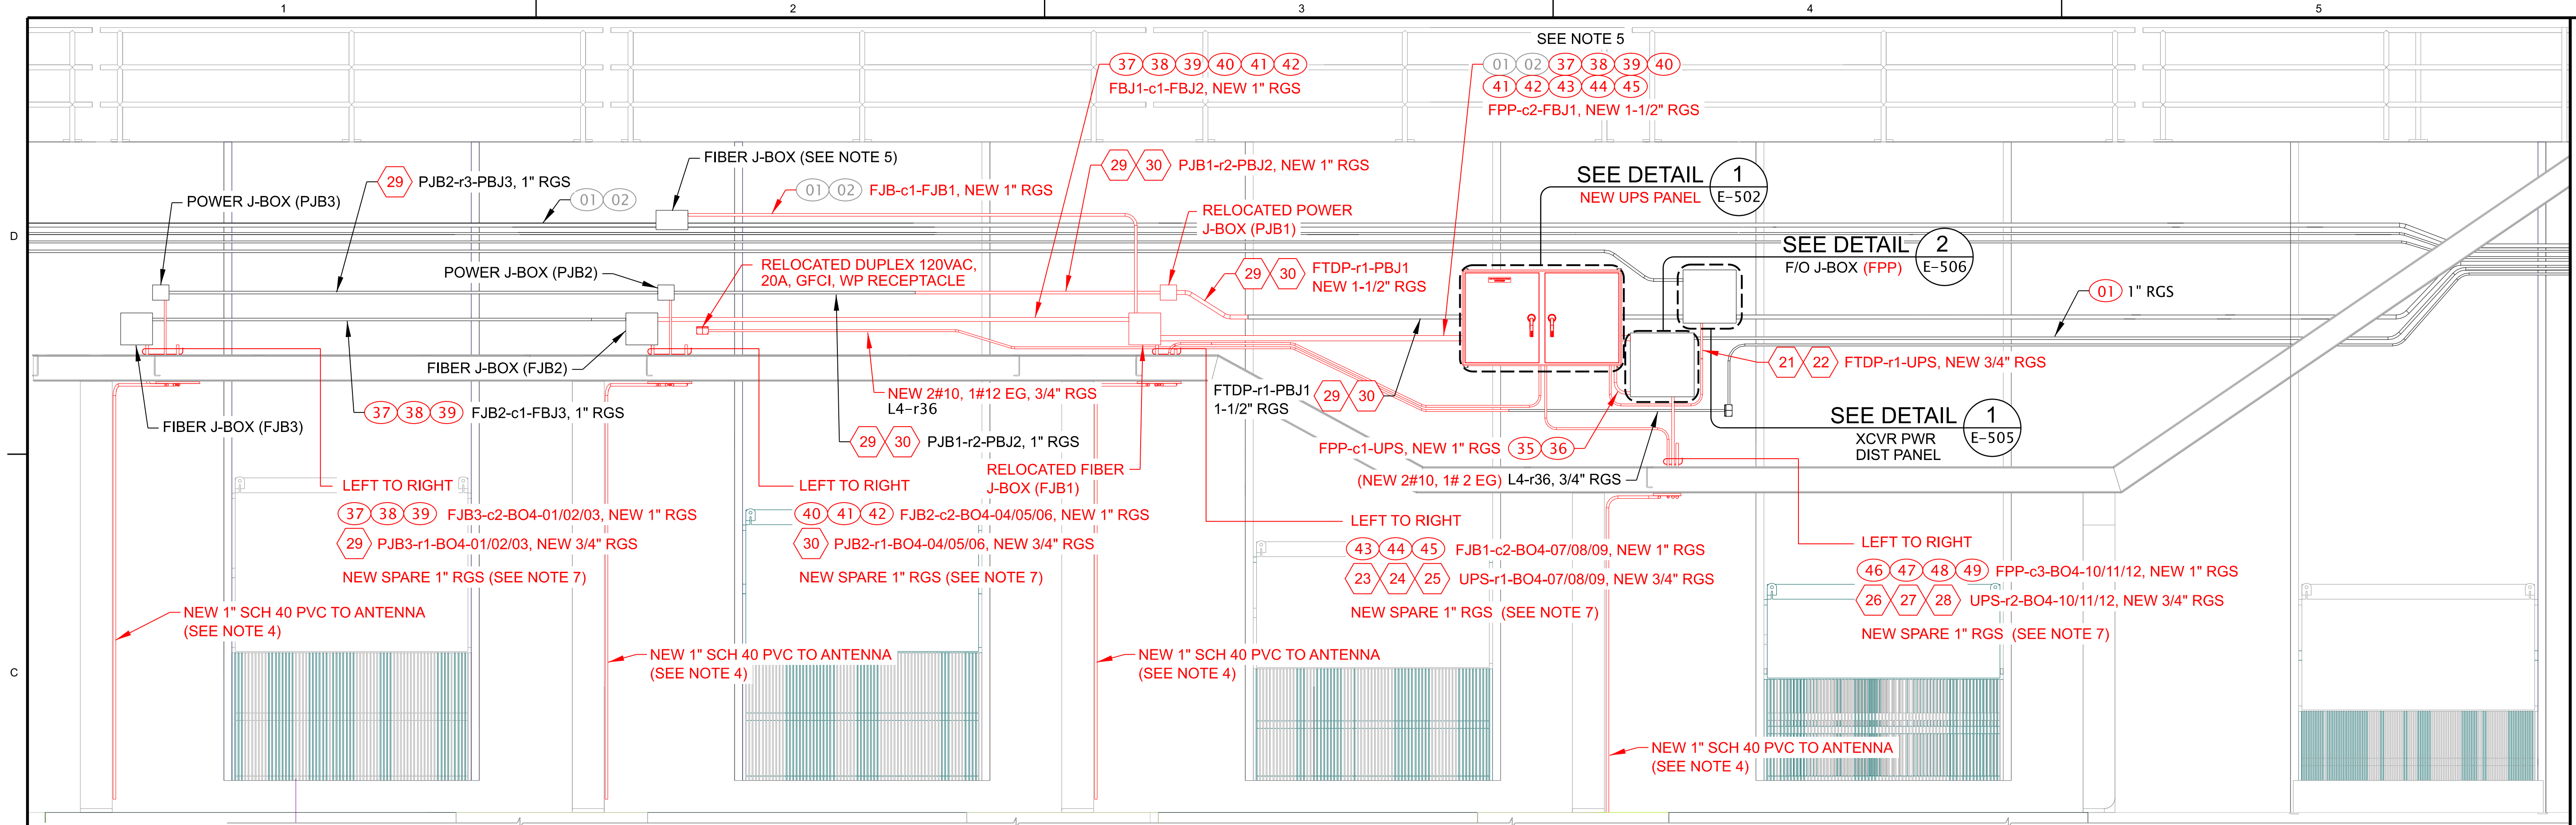 1 2 3 4 5
D
C
SEE NOTE 5
37 38 39 40 41 42
FBJ1-c1-FBJ2, NEW 1" RGS
01 02 37 38 39 40
41 42 43 44 45
FPP-c2-FBJ1, NEW 1-1/2" RGS
FIBER J-BOX (SEE NOTE 5)
29 PJB2-r3-PBJ3, 1" RGS
01 02
POWER J-BOX (PJB3)
01 02 FJB-c1-FJB1, NEW 1" RGS
29 30 PJB1-r2-PBJ2, NEW 1" RGS
RELOCATED POWER
J-BOX (PJB1)
SEE DETAIL 1
NEW UPS PANEL E-502
SEE DETAIL 2
F/O J-BOX (FPP) E-506
POWER J-BOX (PJB2)
RELOCATED DUPLEX 120VAC,
20A, GFCI, WP RECEPTACLE
29 30 FTDP-r1-PBJ1
NEW 1-1/2" RGS
01 1" RGS
FIBER J-BOX (FJB2)
21 22 FTDP-r1-UPS, NEW 3/4" RGS
NEW 2#10, 1#12 EG, 3/4" RGS
L4-r36
FTDP-r1-PBJ1 29 30
1-1/2" RGS
37 38 39 FJB2-c1-FBJ3, 1" RGS
FIBER J-BOX (FJB3)
29 30 PJB1-r2-PBJ2, 1" RGS
SEE DETAIL 1
XCVR PWR E-505
DIST PANEL
FPP-c1-UPS, NEW 1" RGS 35 36
RELOCATED FIBER
J-BOX (FJB1)
(NEW 2#10, 1# 2 EG) L4-r36, 3/4" RGS
LEFT TO RIGHT
37 38 39 FJB3-c2-BO4-01/02/03, NEW 1" RGS
29 PJB3-r1-BO4-01/02/03, NEW 3/4" RGS
NEW SPARE 1" RGS (SEE NOTE 7)
LEFT TO RIGHT
40 41 42 FJB2-c2-BO4-04/05/06, NEW 1" RGS
30 PJB2-r1-BO4-04/05/06, NEW 3/4" RGS
NEW SPARE 1" RGS (SEE NOTE 7)
LEFT TO RIGHT
43 44 45 FJB1-c2-BO4-07/08/09, NEW 1" RGS
23 24 25 UPS-r1-BO4-07/08/09, NEW 3/4" RGS
NEW SPARE 1" RGS (SEE NOTE 7)
LEFT TO RIGHT
46 47 48 49 FPP-c3-BO4-10/11/12, NEW 1" RGS
26 27 28 UPS-r2-BO4-10/11/12, NEW 3/4" RGS
NEW SPARE 1" RGS (SEE NOTE 7)
NEW 1" SCH 40 PVC TO ANTENNA
(SEE NOTE 4)
NEW 1" SCH 40 PVC TO ANTENNA
(SEE NOTE 4)
NEW 1" SCH 40 PVC TO ANTENNA
(SEE NOTE 4)
NEW 1" SCH 40 PVC TO ANTENNA
(SEE NOTE 4)